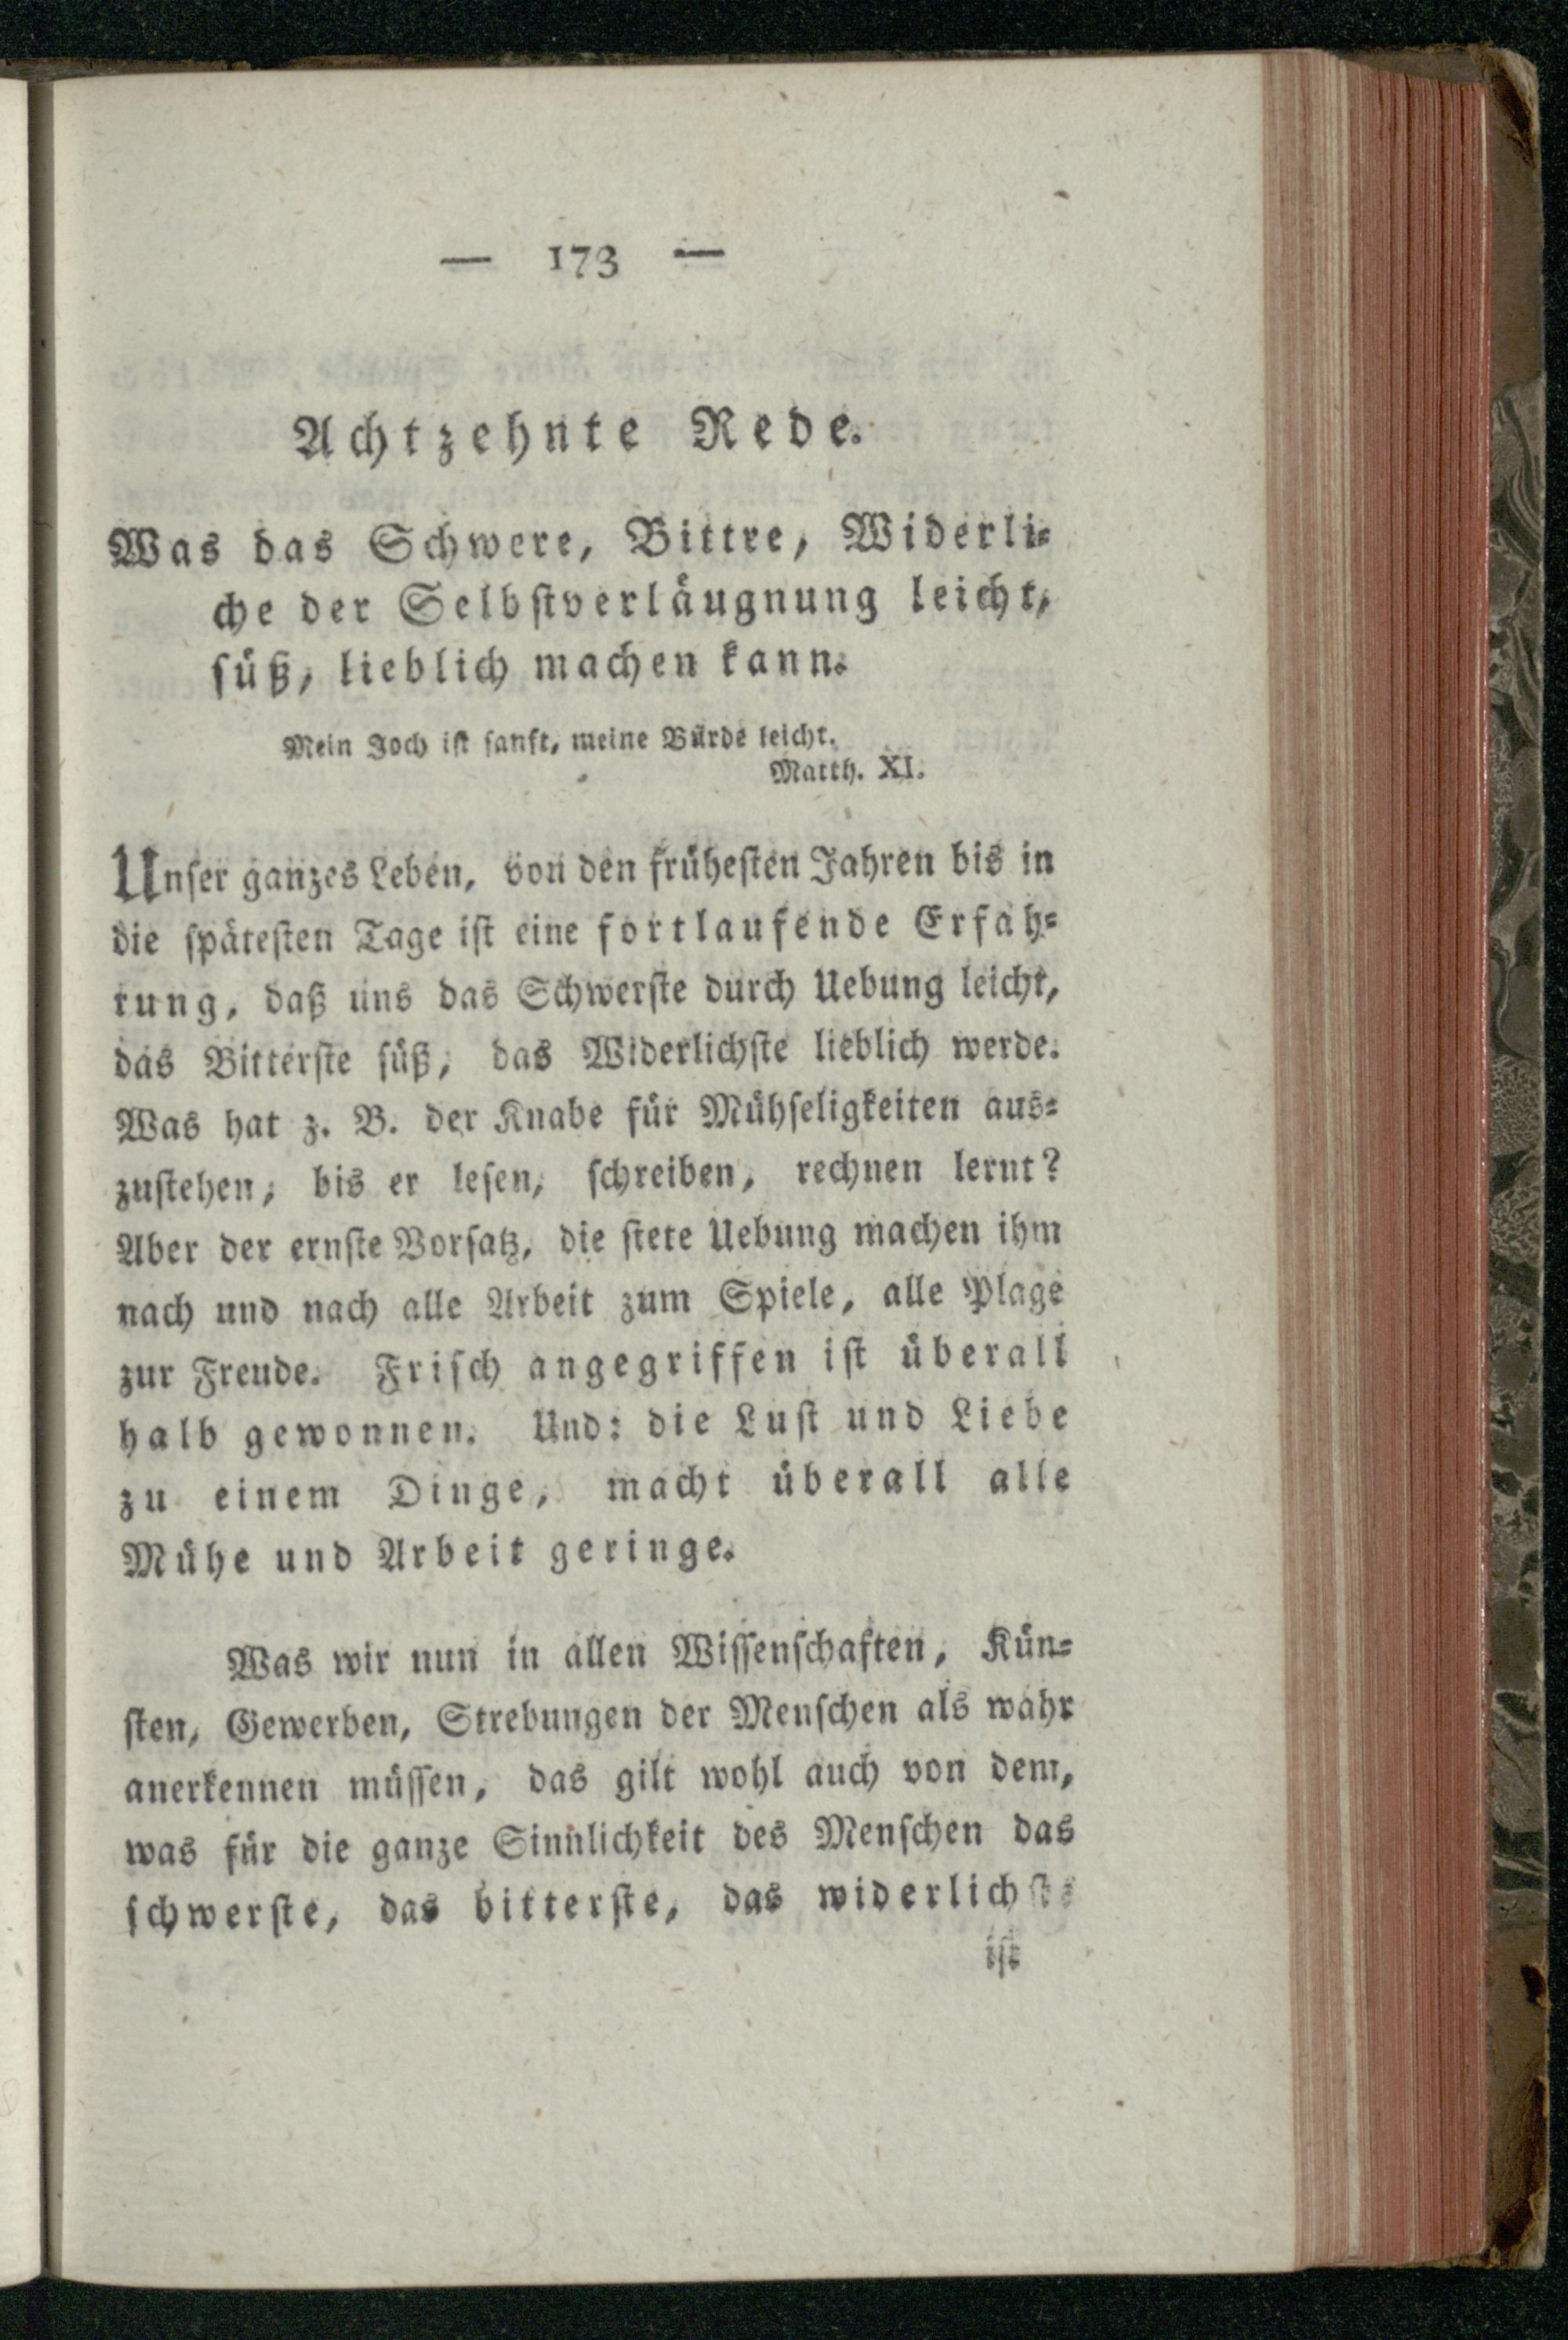 — 173 —
Achtzehnte Rede.
Was das Schwere, Bittre, Widerli⸗
che der Selbstverläugnung leicht,
süß, lieblich machen kann.
Mein Joch ist sanft, meine Bürde leicht.
Matth. XI.
Unser ganzes Leben, von den frühesten Jahren bis in
die spätesten Tage ist eine fortlaufende Erfah⸗
rung, daß uns das Schwerste durch Uebung leicht,
das Bitterste süß, das Widerlichste lieblich werde.
Was hat z. B. der Knabe für Mühseligkeiten aus⸗
zustehen, bis er lesen, schreiben, rechnen lernt?
Aber der ernste Vorsatz, die stete Uebung machen ihm
nach und nach alle Arbeit zum Spiele, alle Plage
zur Freude. Frisch angegriffen ist überall
halb gewonnen. Und: die Lust und Liebe
zu einem Dinge, macht überall alle
Mühe und Arbeit geringe.
Was wir nun in allen Wissenschaften, Kün⸗
sten, Gewerben, Strebungen der Menschen als wahr
anerkennen müssen, das gilt wohl auch von dem,
was für die ganze Sinnlichkeit des Menschen das
schwerste, das bitterste, das widerlichste
ist